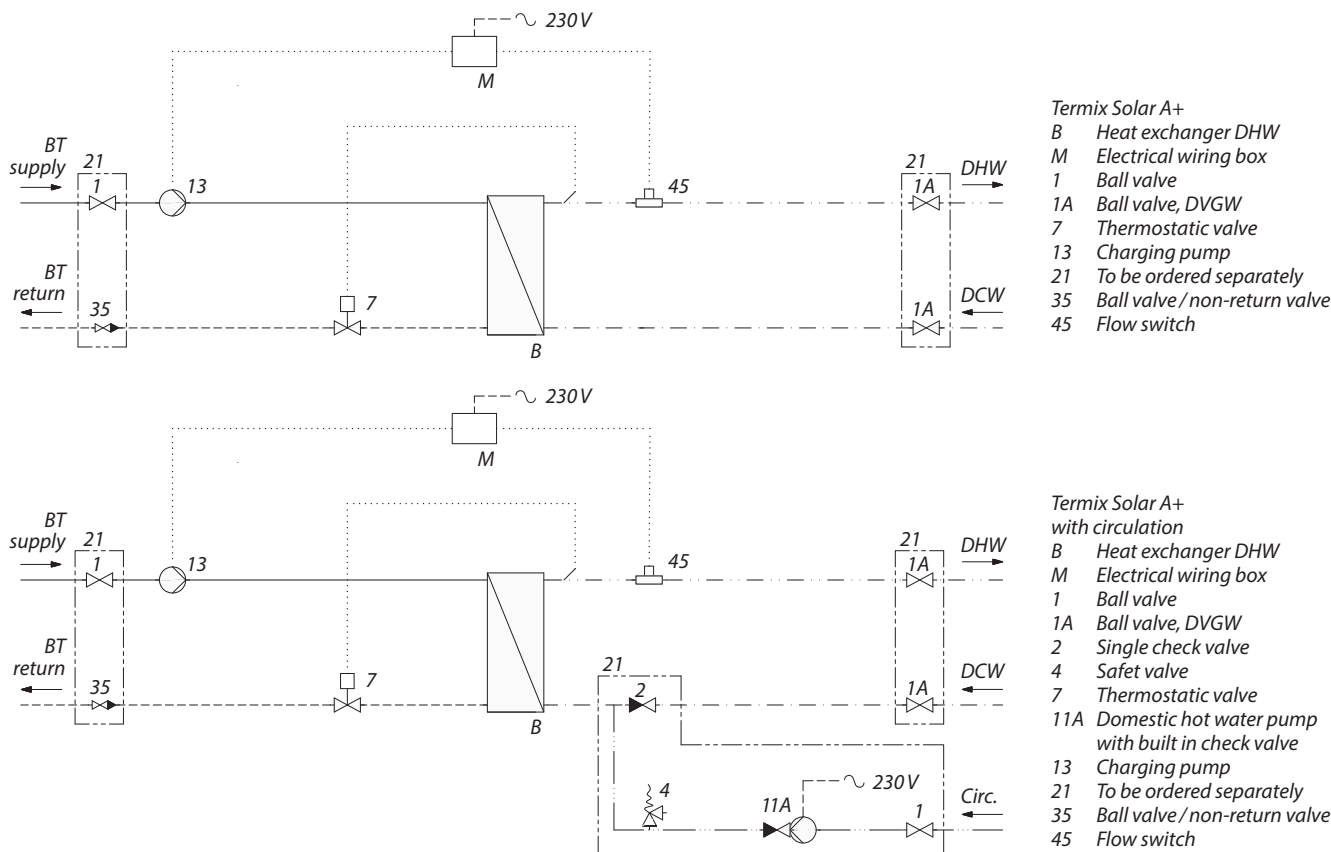 230 V
M
BT
supply
21
1
13
45
21
1A
DHW
BT
return
35
7
B
1A
DCW
Termix Solar A+
B Heat exchanger DHW
M Electrical wiring box
1 Ball valve
1A Ball valve, DVGW
7 Thermostatic valve
13 Charging pump
21 To be ordered separately
35 Ball valve / non-return valve
45 Flow switch
230 V
M
BT
supply
21
1
13
45
21
1A
DHW
BT
return
35
7
B
21
2
1A
DCW
4
11A
230 V
1
Circ.
Termix Solar A+
with circulation
B Heat exchanger DHW
M Electrical wiring box
1 Ball valve
1A Ball valve, DVGW
2 Single check valve
4 Safet valve
7 Thermostatic valve
11A Domestic hot water pump
with built in check valve
13 Charging pump
21 To be ordered separately
35 Ball valve / non-return valve
45 Flow switch